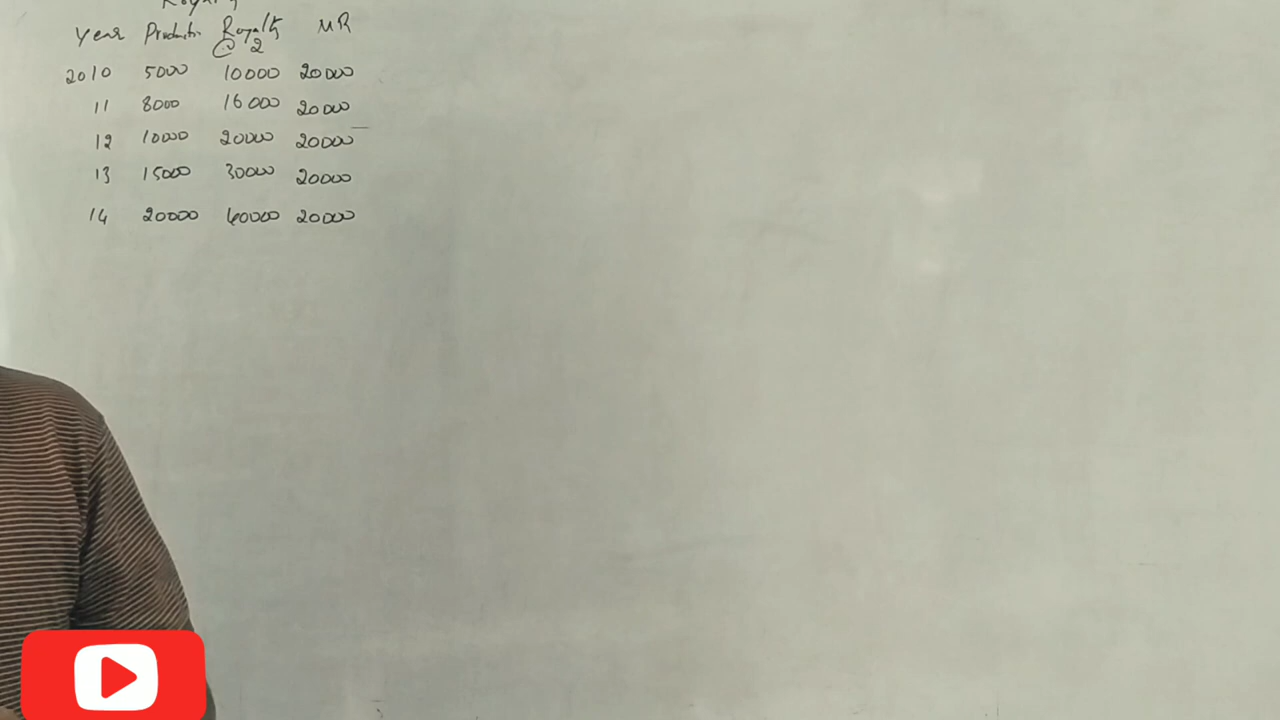 Royalty
Year Production Royalty MR
@ 2
2010 5000 10000 20000
11 8000 16000 20000
12 10000 20000 20000
13 15000 30000 20000
14 20000 40000 20000